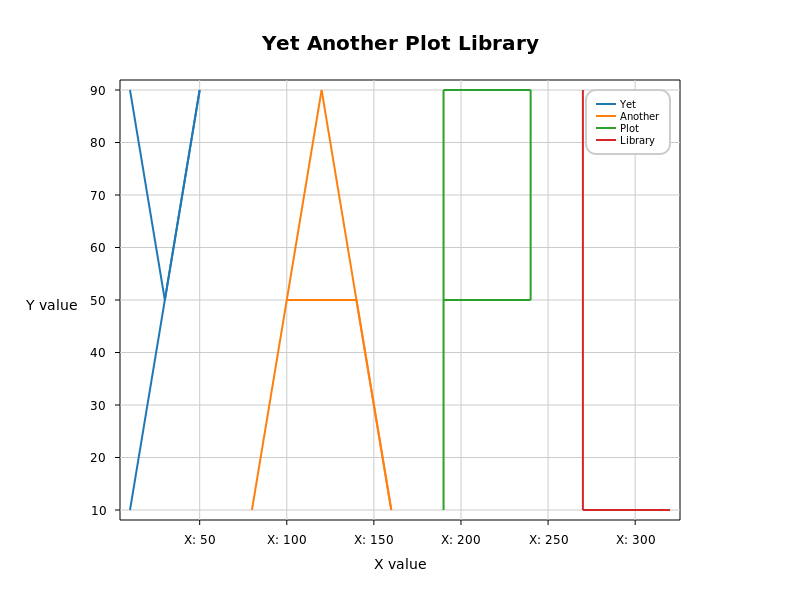 Yet Another Plot Library
90
80
70
60
50
40
30
20
10
Y value
Yet
Another
Plot
Library
X: 50 X: 100 X: 150 X: 200 X: 250 X: 300
X value